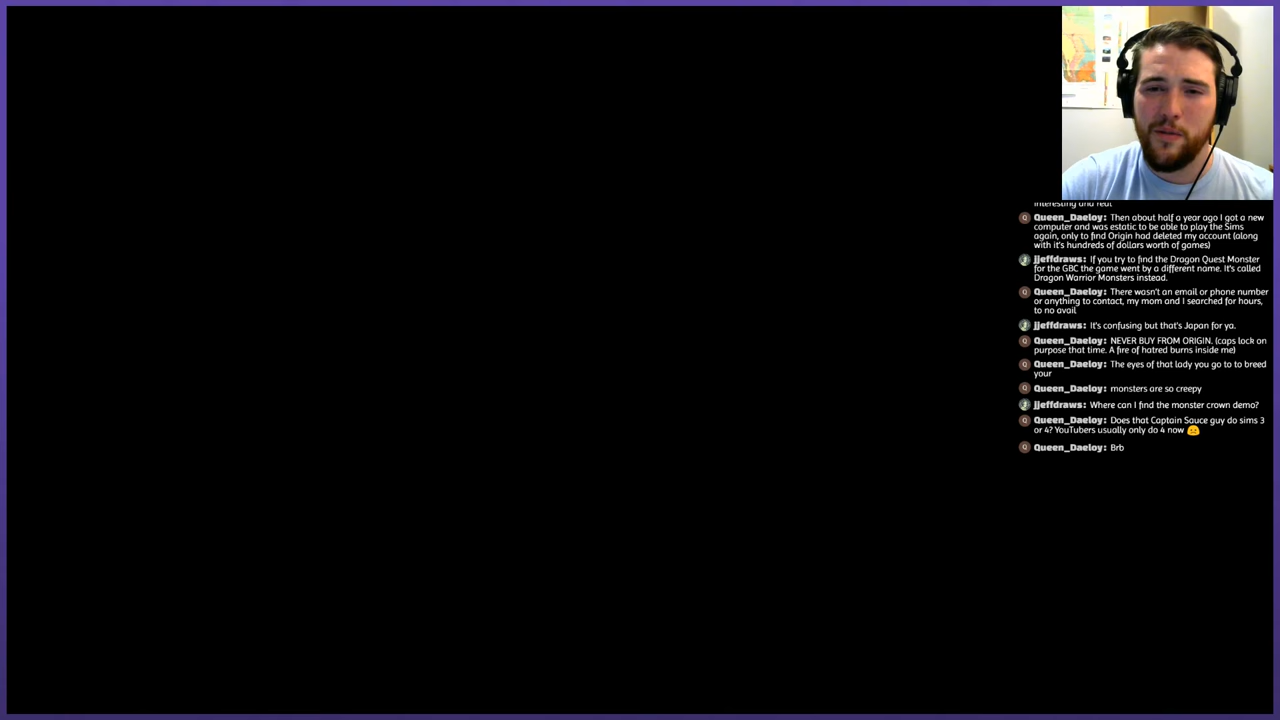 interesting and real
Queen_Daeloy: Then about half a year ago I got a new
computer and was estatic to be able to play the Sims
again, only to find Origin had deleted my account (along
with it's hundreds of dollars worth of games)
jjeffdraws: If you try to find the Dragon Quest Monster
for the GBC the game went by a different name. It's called
Dragon Warrior Monsters instead.
Queen_Daeloy: There wasn't an email or phone number
or anything to contact, my mom and I searched for hours,
to no avail
jjeffdraws: It's confusing but that's Japan for ya.
Queen_Daeloy: NEVER BUY FROM ORIGIN. (caps lock on
purpose that time. A fire of hatred burns inside me)
Queen_Daeloy: The eyes of that lady you go to to breed
your
Queen_Daeloy: monsters are so creepy
jjeffdraws: Where can I find the monster crown demo?
Queen_Daeloy: Does that Captain Sauce guy do sims 3
or 4? YouTubers usually only do 4 now 🙁
Queen_Daeloy: Brb